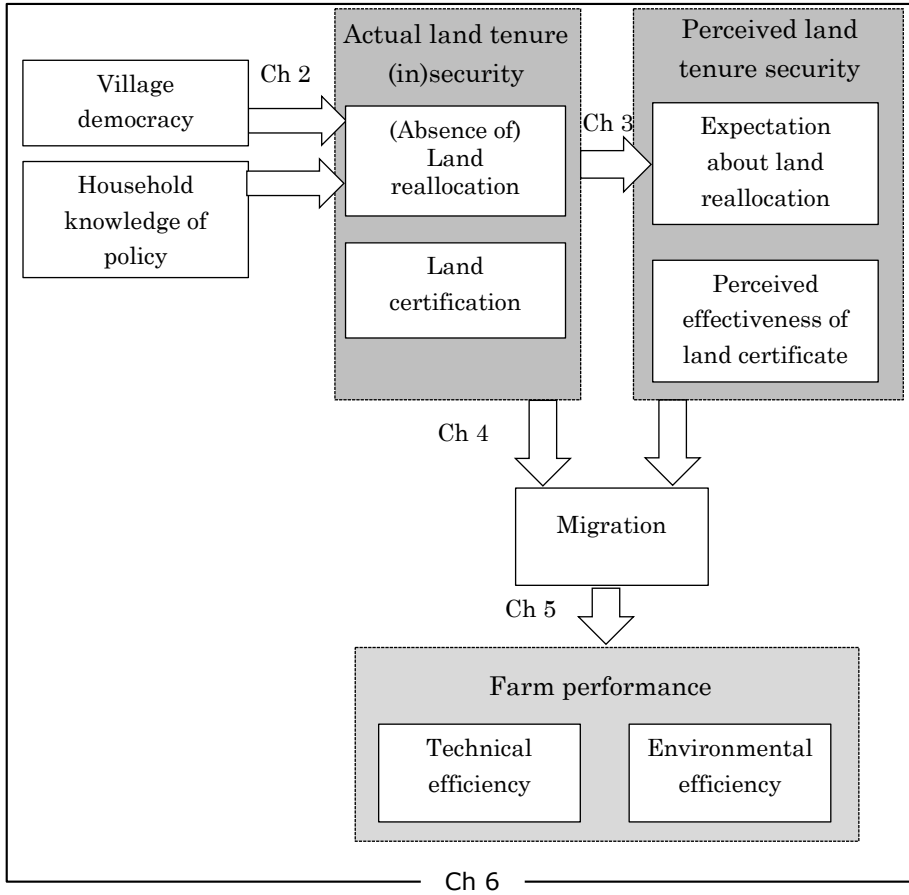 Village
democracy
Household
knowledge of
policy
Ch 2
Actual land tenure
(in)security
(Absence of)
Land
reallocation
Land
certification
Ch 3
Perceived land
tenure security
Expectation
about land
reallocation
Perceived
effectiveness of
land certificate
Ch 4
Migration
Ch 5
Farm performance
Technical
efficiency
Environmental
efficiency
Ch 6